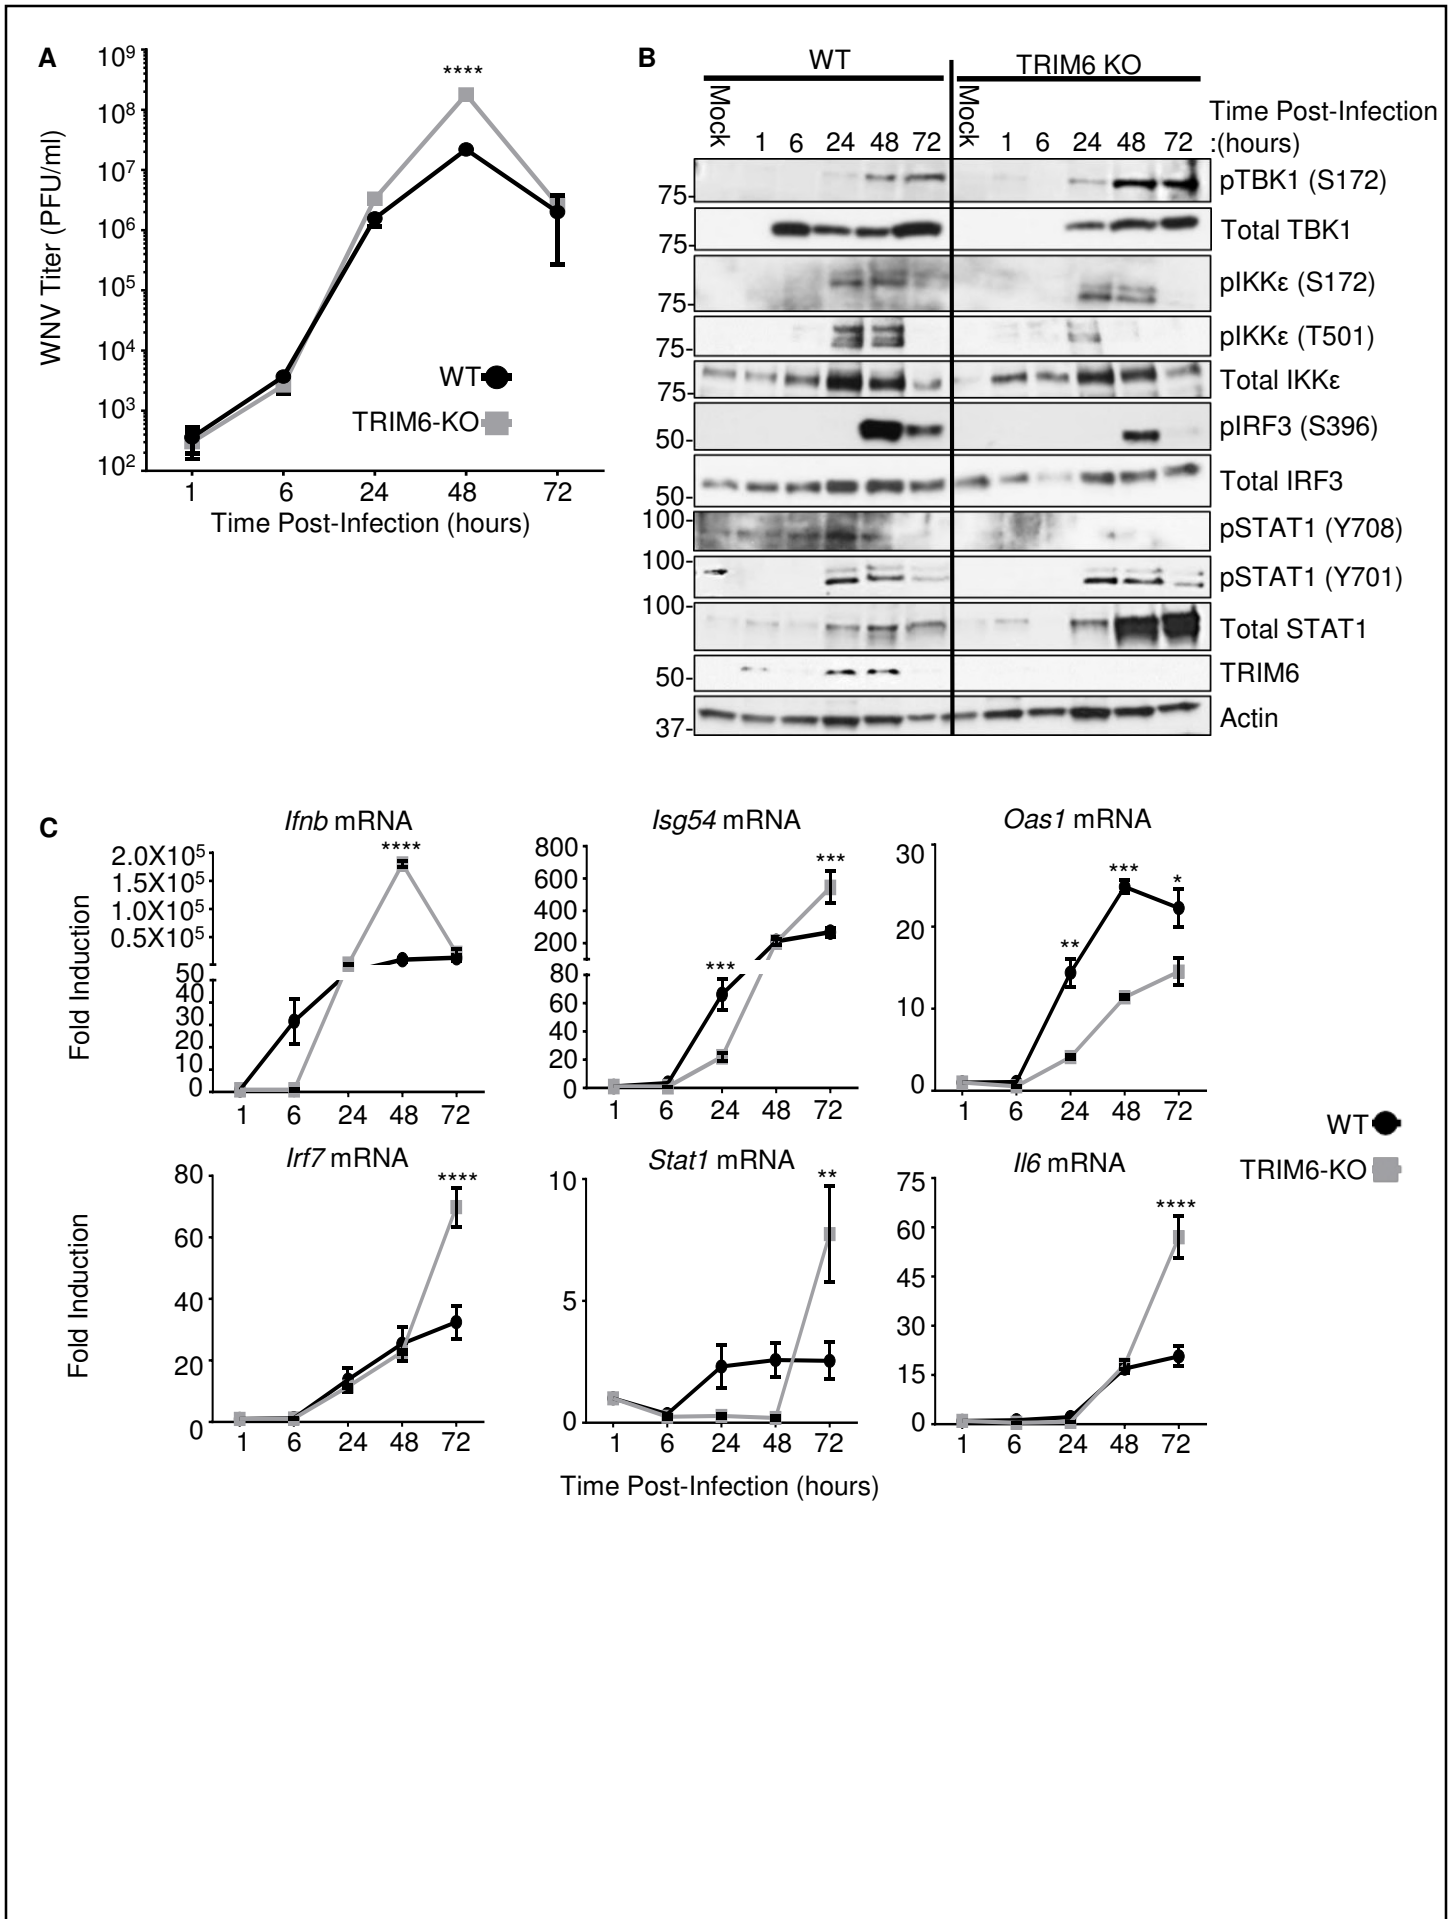 A
WNV Titer (PFU/ml)
10⁹
10⁸
10⁷
10⁶
10⁵
10⁴
10³
10²
****
WT
TRIM6-KO
1 6 24 48 72
Time Post-Infection (hours)
B
WT TRIM6 KO
Mock 1 6 24 48 72 Mock 1 6 24 48 72
Time Post-Infection
:(hours)
75- pTBK1 (S172)
75- Total TBK1
75- pIKKε (S172)
75- pIKKε (T501)
75- Total IKKε
50- pIRF3 (S396)
50- Total IRF3
100- pSTAT1 (Y708)
100- pSTAT1 (Y701)
100- Total STAT1
50- TRIM6
37- Actin
C
Ifnb mRNA
Fold Induction
2.0X10⁵
1.5X10⁵
1.0X10⁵
0.5X10⁵
50
40
30
20
10
0
****
1 6 24 48 72
Isg54 mRNA
800
600
400
200
80
60
40
20
0
***
***
1 6 24 48 72
Oas1 mRNA
30
20
10
0
**
***
*
1 6 24 48 72
WT
TRIM6-KO
Irf7 mRNA
Fold Induction
80
60
40
20
0
****
1 6 24 48 72
Stat1 mRNA
10
5
0
**
1 6 24 48 72
Il6 mRNA
75
60
45
30
15
0
****
1 6 24 48 72
Time Post-Infection (hours)